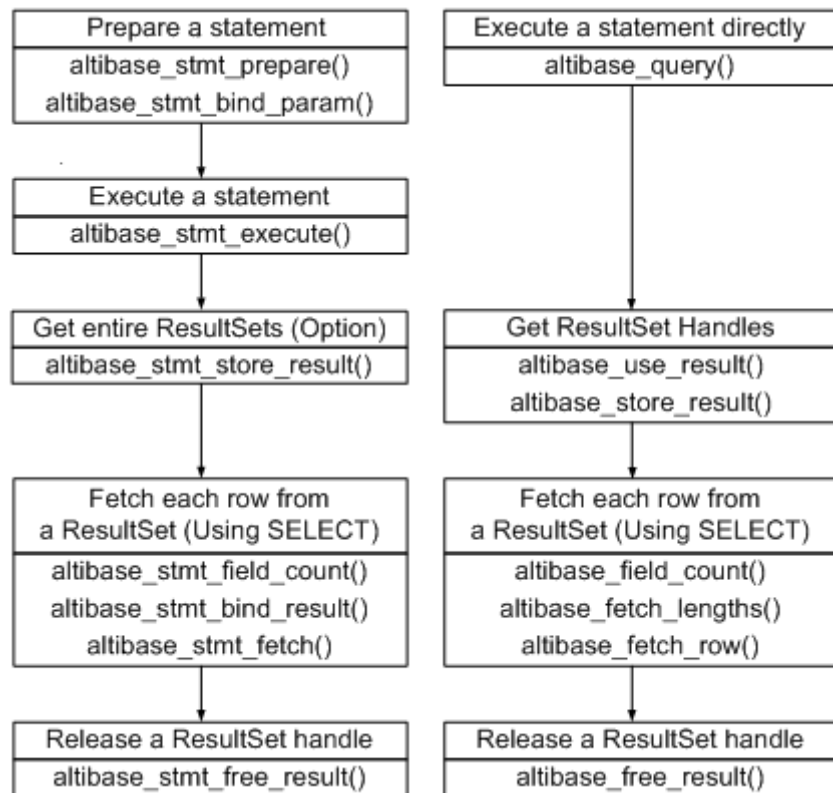 Prepare a statement
altibase_stmt_prepare()
altibase_stmt_bind_param()
Execute a statement
altibase_stmt_execute()
Get entire ResultSets (Option)
altibase_stmt_store_result()
Fetch each row from
a ResultSet (Using SELECT)
altibase_stmt_field_count()
altibase_stmt_bind_result()
altibase_stmt_fetch()
Release a ResultSet handle
altibase_stmt_free_result()
Execute a statement directly
altibase_query()
Get ResultSet Handles
altibase_use_result()
altibase_store_result()
Fetch each row from
a ResultSet (Using SELECT)
altibase_field_count()
altibase_fetch_lengths()
altibase_fetch_row()
Release a ResultSet handle
altibase_free_result()